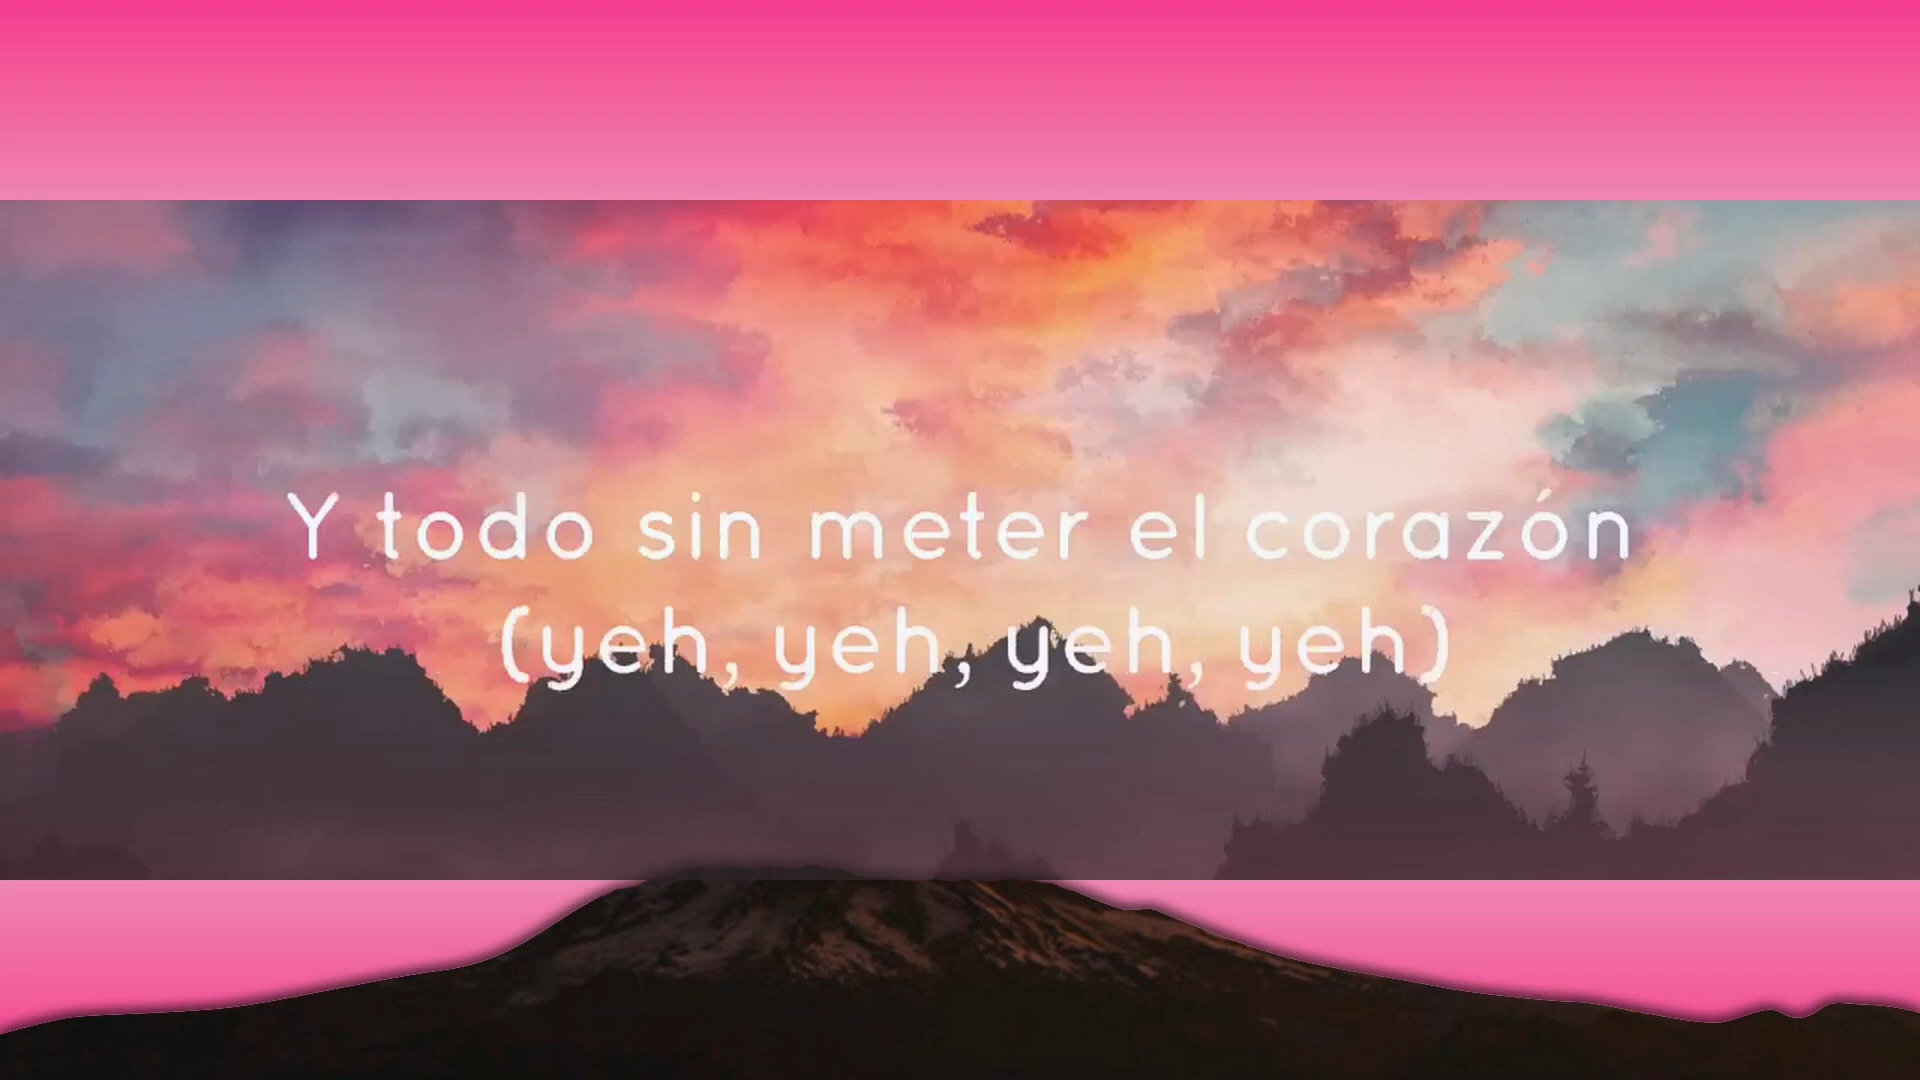 Y todo sin meter el corazón
(yeh, yeh, yeh, yeh)